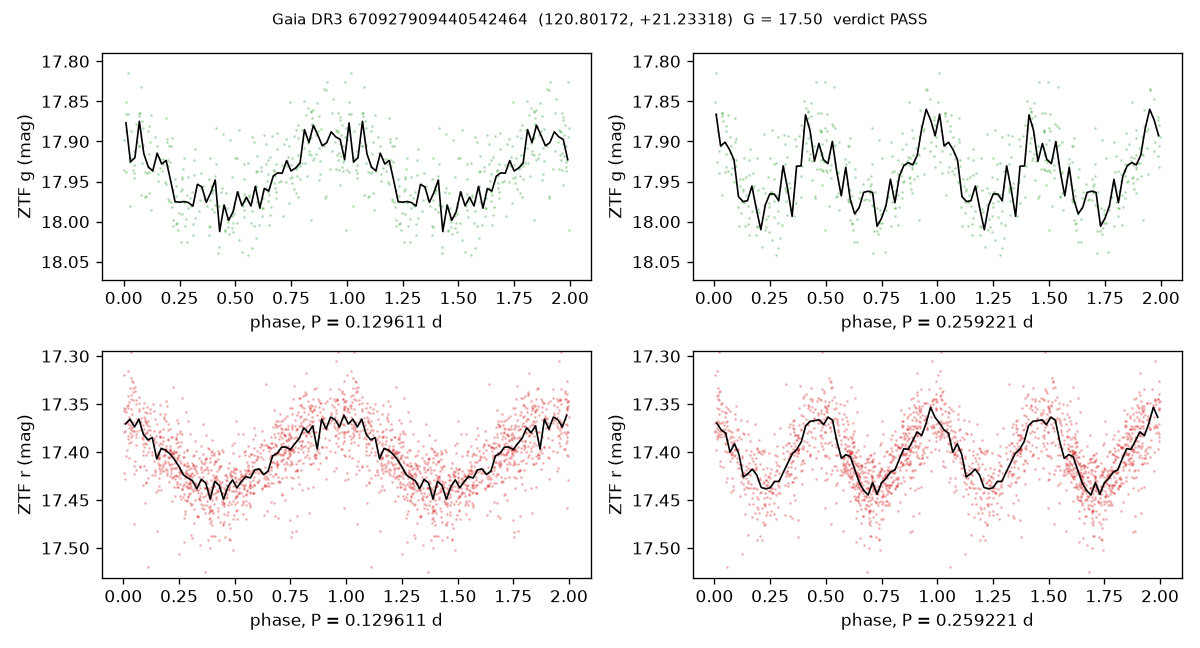 Gaia DR3 670927909440542464  (120.80172, +21.23318)  G = 17.50  verdict PASS
17.80
17.85
17.90
17.95
18.00
18.05
ZTF g (mag)
0.00 0.25 0.50 0.75 1.00 1.25 1.50 1.75 2.00
phase, P = 0.129611 d
17.80
17.85
17.90
17.95
18.00
18.05
ZTF g (mag)
0.00 0.25 0.50 0.75 1.00 1.25 1.50 1.75 2.00
phase, P = 0.259221 d
17.30
17.35
17.40
17.45
17.50
ZTF r (mag)
0.00 0.25 0.50 0.75 1.00 1.25 1.50 1.75 2.00
phase, P = 0.129611 d
17.30
17.35
17.40
17.45
17.50
ZTF r (mag)
0.00 0.25 0.50 0.75 1.00 1.25 1.50 1.75 2.00
phase, P = 0.259221 d